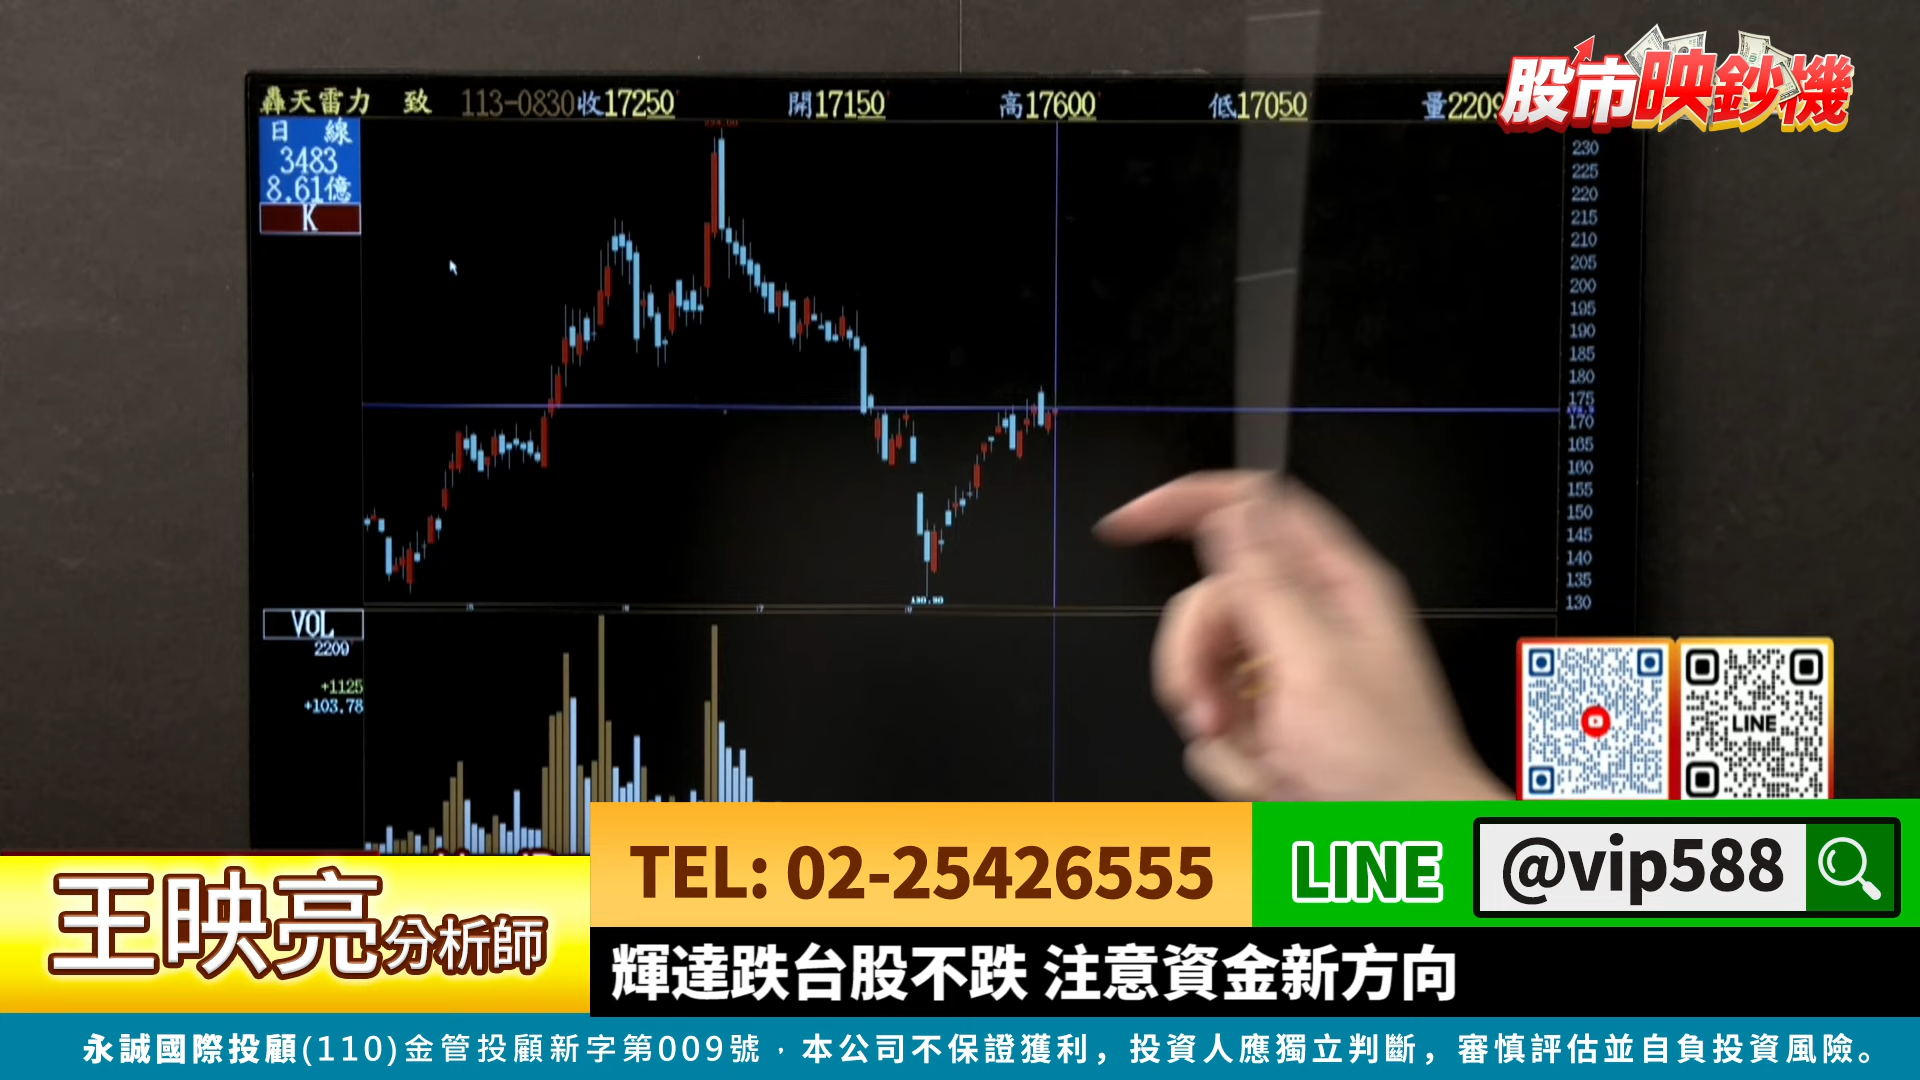 股市映鈔機
轟天雷力 致 113-0830收17250 開17150 高17600 低17050 量2209
日 線
3483
8.61億
K
230
225
220
215
210
205
200
195
190
185
180
175
170
165
160
155
150
145
140
135
130
130.30
VOL
2200
+1125
+103.78
LINE
TEL: 02-25426555
LINE @vip588
王映亮分析師
輝達跌台股不跌 注意資金新方向
永誠國際投顧(110)金管投顧新字第009號，本公司不保證獲利，投資人應獨立判斷，審慎評估並自負投資風險。